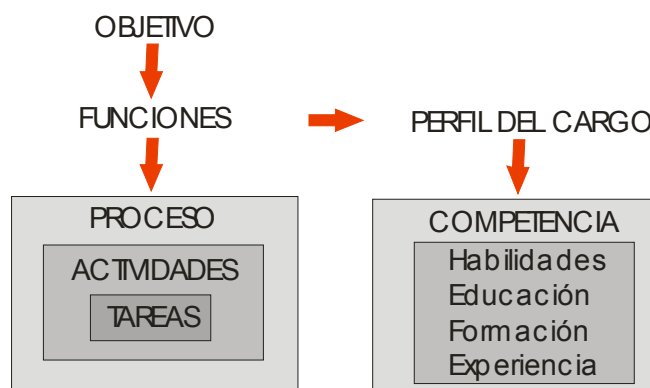 OBJETIVO
FUNCIONES
PERFIL DEL CARGO
PROCESO
ACTIVIDADES
TAREAS
COMPETENCIA
Habilidades
Educación
Formación
Experiencia